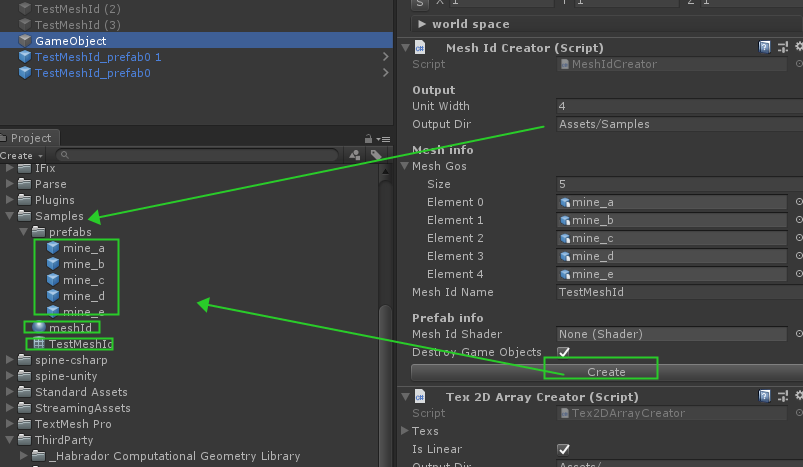 TestMeshId (2)
TestMeshId (3)
GameObject
TestMeshId_prefab0 1
TestMeshId_prefab0
Project
Create
IFix
Parse
Plugins
Samples
prefabs
mine_a
mine_b
mine_c
mine_d
mine_e
meshId
TestMeshId
spine-csharp
spine-unity
Standard Assets
StreamingAssets
TextMesh Pro
ThirdParty
_Habrador Computational Geometry Library
S X 1 Y 1 Z 1
world space
Mesh Id Creator (Script)
Script MeshIdCreator
Output
Unit Width 4
Output Dir Assets/Samples
Mesh info
Mesh Gos
Size 5
Element 0 mine_a
Element 1 mine_b
Element 2 mine_c
Element 3 mine_d
Element 4 mine_e
Mesh Id Name TestMeshId
Prefab info
Mesh Id Shader None (Shader)
Destroy Game Objects
Create
Tex 2D Array Creator (Script)
Script Tex2DArrayCreator
Texs
Is Linear
Output Dir Assets/